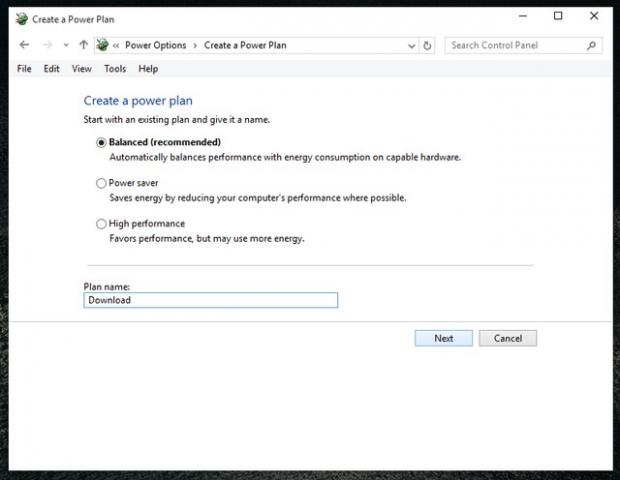 Create a Power Plan
« Power Options › Create a Power Plan
Search Control Panel
File Edit View Tools Help
Create a power plan
Start with an existing plan and give it a name.
Balanced (recommended)
Automatically balances performance with energy consumption on capable hardware.
Power saver
Saves energy by reducing your computer's performance where possible.
High performance
Favors performance, but may use more energy.
Plan name:
Download
Next Cancel